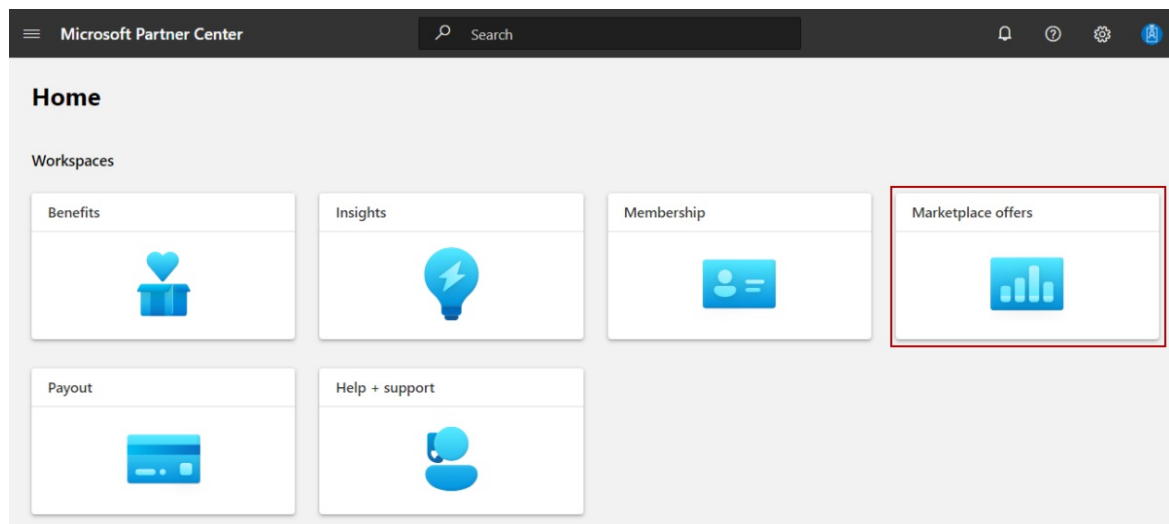 Microsoft Partner Center
Search
Home
Workspaces
Benefits
Insights
Membership
Marketplace offers
Payout
Help + support